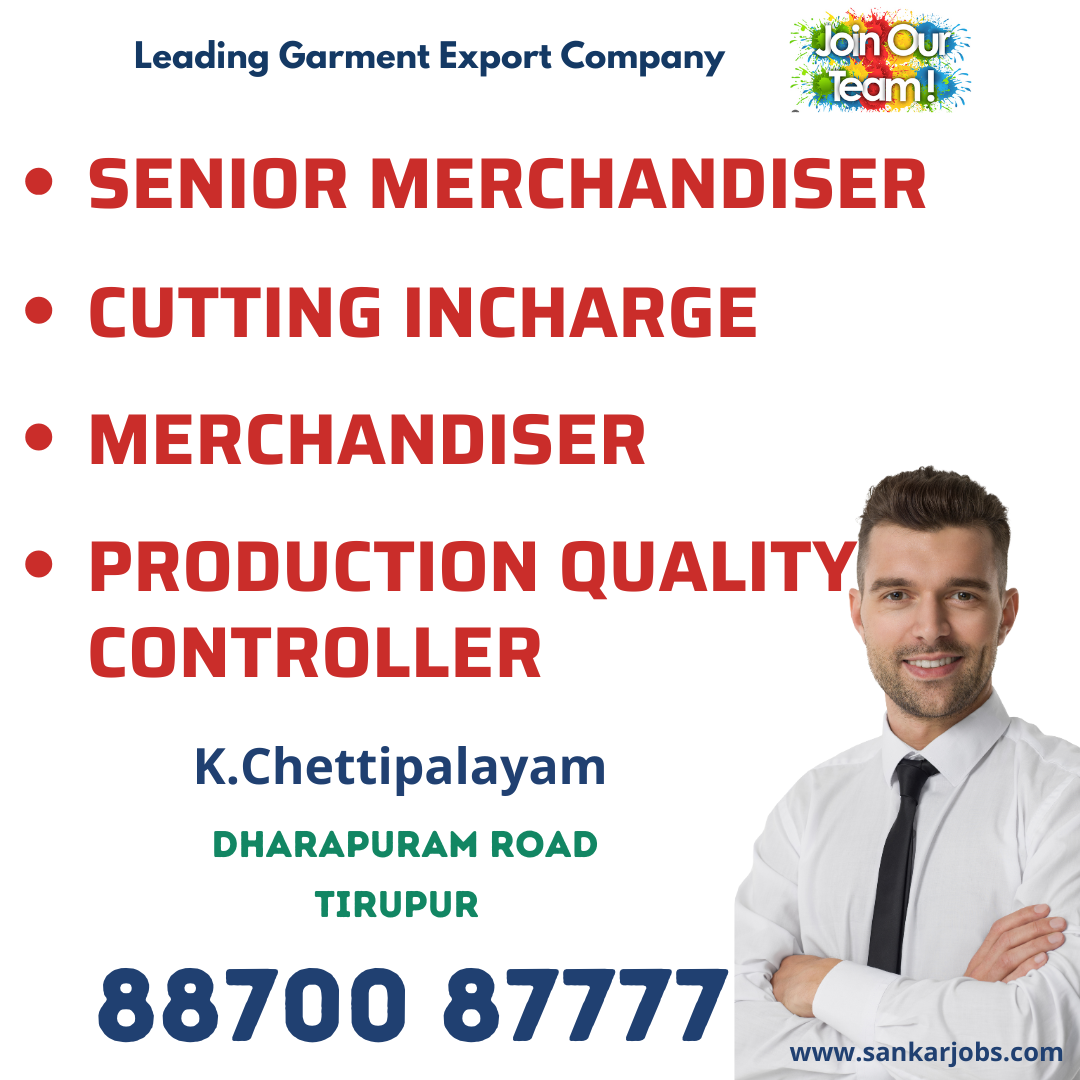 Leading Garment Export Company
Join Our
Team !
• SENIOR MERCHANDISER
• CUTTING INCHARGE
• MERCHANDISER
• PRODUCTION QUALITY
CONTROLLER
K.Chettipalayam
DHARAPURAM ROAD
TIRUPUR
88700 87777
www.sankarjobs.com